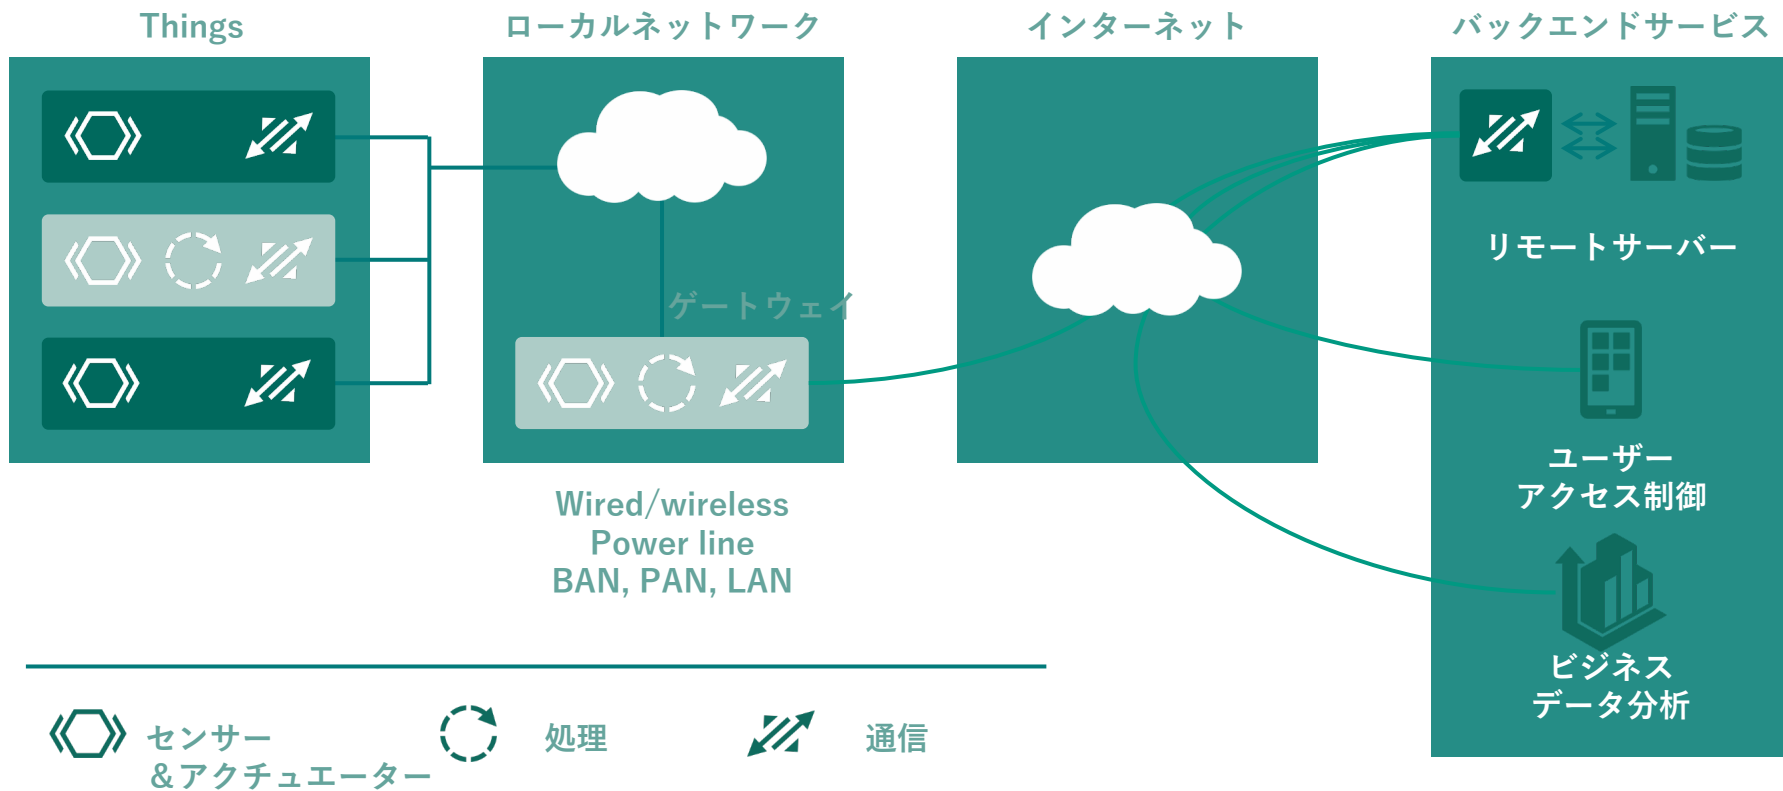 Things
ローカルネットワーク
インターネット
バックエンドサービス
ゲートウェイ
Wired/wireless
Power line
BAN, PAN, LAN
リモートサーバー
ユーザー
アクセス制御
ビジネス
データ分析
センサー
＆アクチュエーター
処理
通信